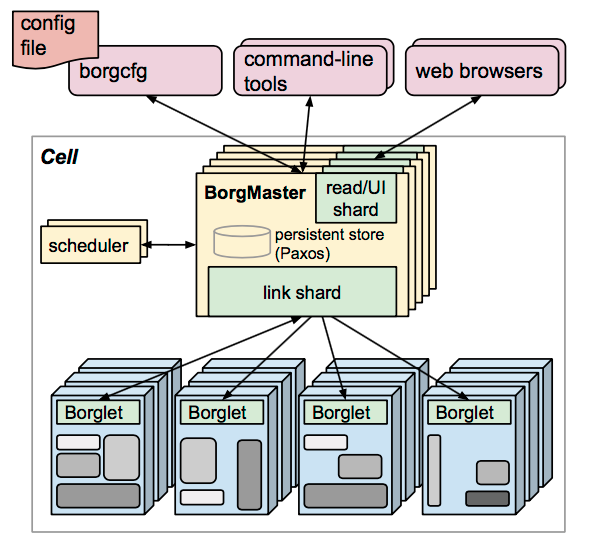 config
file
borgcfg
command-line
tools
web browsers
Cell
BorgMaster
read/UI
shard
persistent store
(Paxos)
scheduler
link shard
Borglet
Borglet
Borglet
Borglet